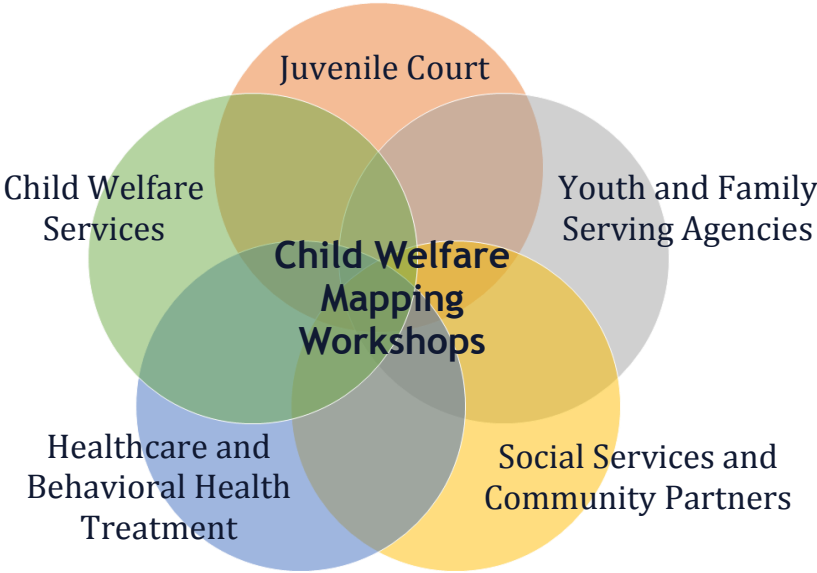 Juvenile Court
Child Welfare
Services
Youth and Family
Serving Agencies
Child Welfare
Mapping
Workshops
Healthcare and
Behavioral Health
Treatment
Social Services and
Community Partners